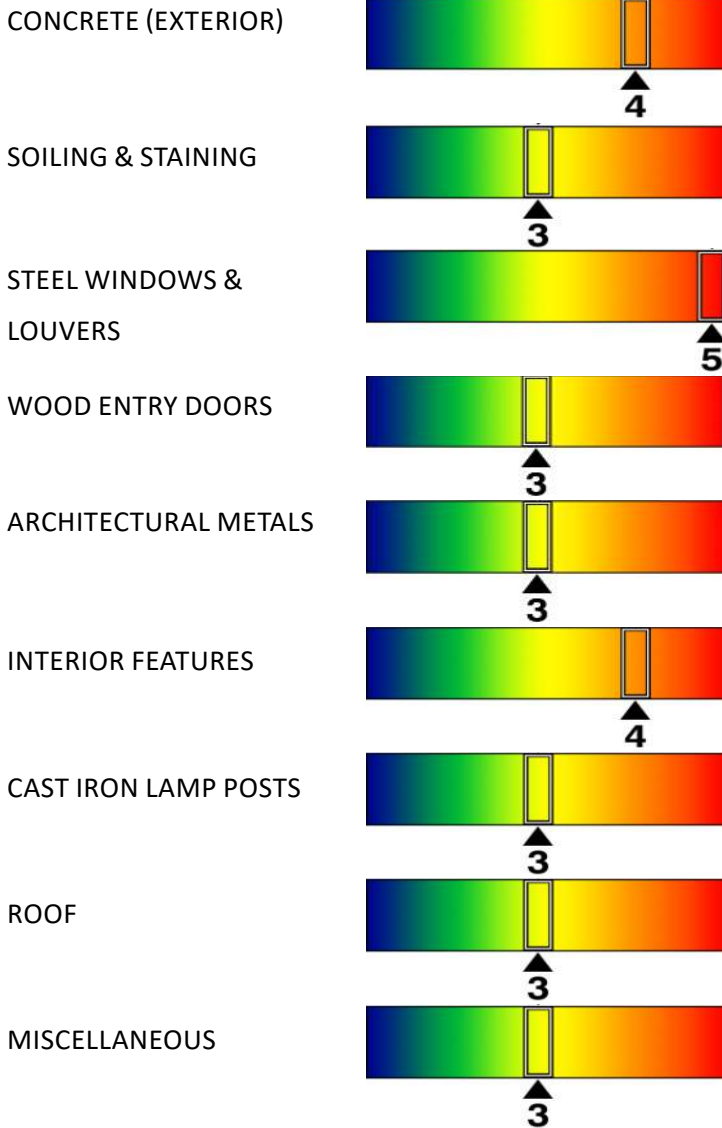 CONCRETE (EXTERIOR)
4
SOILING & STAINING
3
STEEL WINDOWS &
LOUVERS
5
WOOD ENTRY DOORS
3
ARCHITECTURAL METALS
3
INTERIOR FEATURES
4
CAST IRON LAMP POSTS
3
ROOF
3
MISCELLANEOUS
3